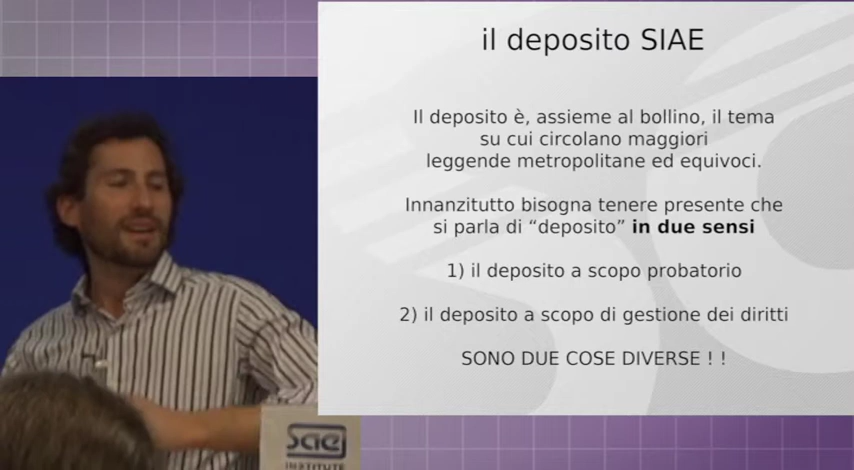 il deposito SIAE
Il deposito è, assieme al bollino, il tema
su cui circolano maggiori
leggende metropolitane ed equivoci.
Innanzitutto bisogna tenere presente che
si parla di “deposito” in due sensi
1) il deposito a scopo probatorio
2) il deposito a scopo di gestione dei diritti
SONO DUE COSE DIVERSE ! !
sae
INSTITUTE